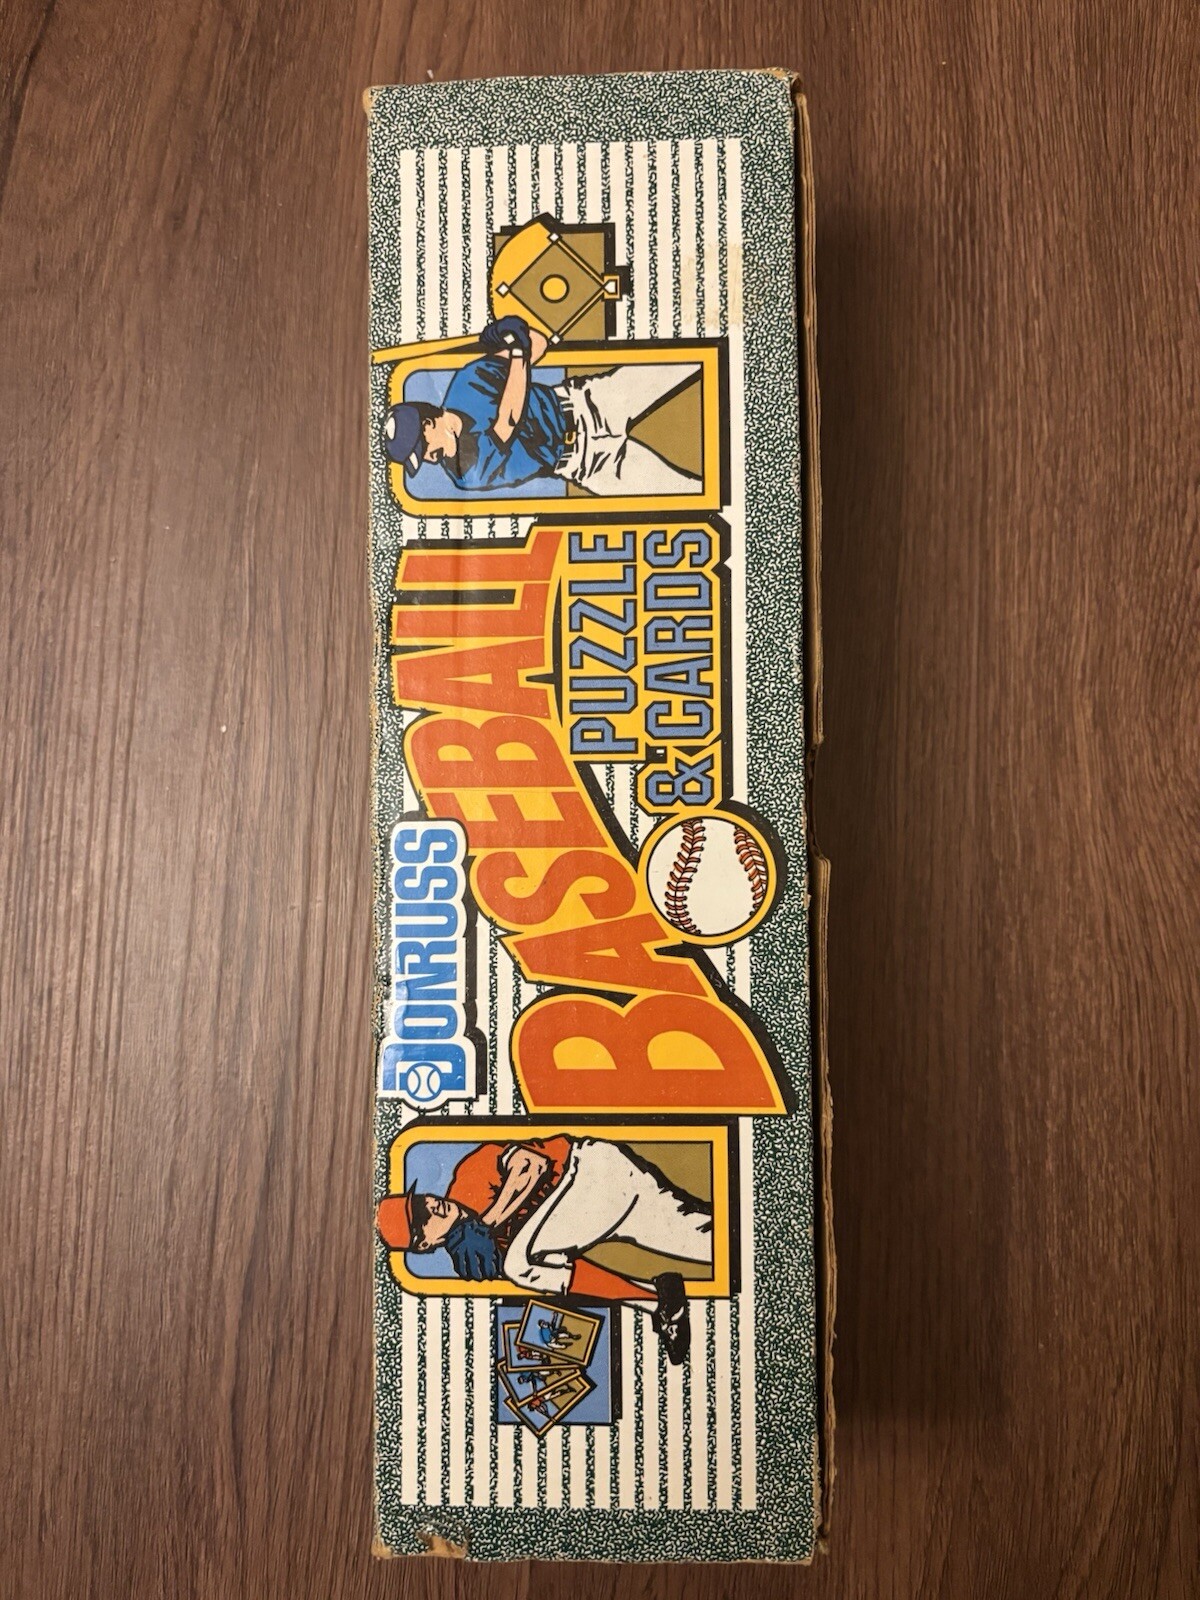 DONRUSS
BASEBALL
PUZZLE
& CARDS